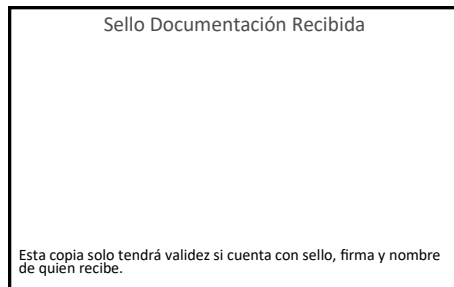 Sello Documentación Recibida
Esta copia solo tendrá validez si cuenta con sello, firma y nombre
de quien recibe.